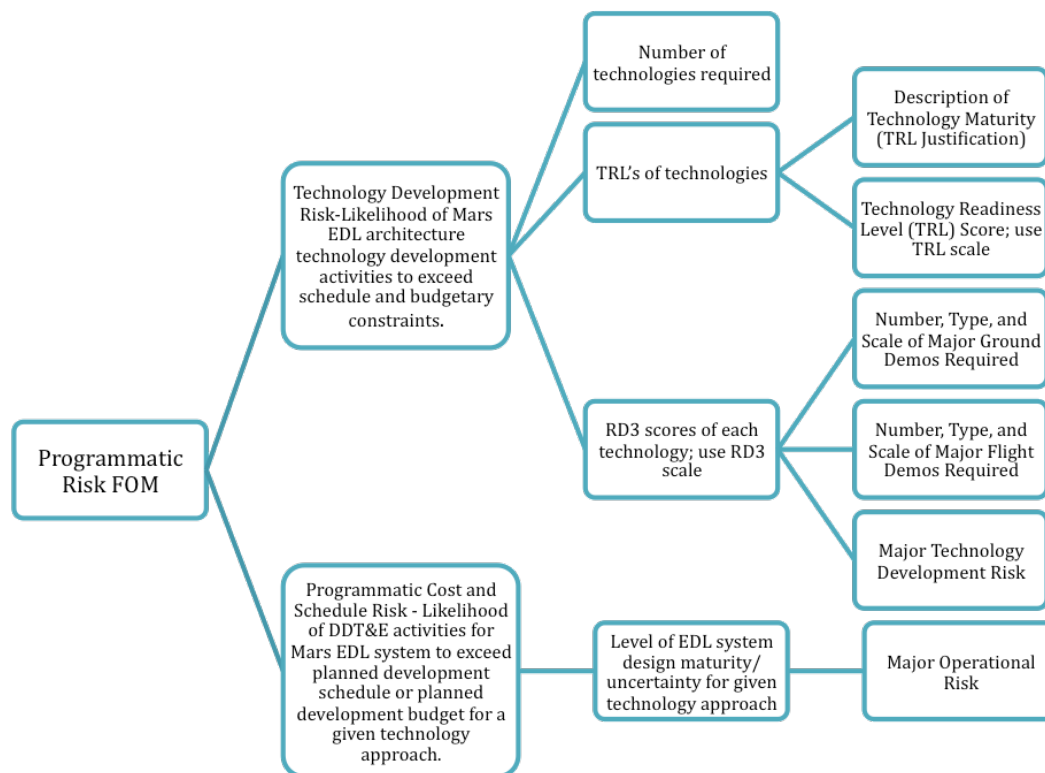 Programmatic
Risk FOM
Technology Development
Risk-Likelihood of Mars
EDL architecture
technology development
activities to exceed
schedule and budgetary
constraints.
Number of
technologies required
TRL's of technologies
Description of
Technology Maturity
(TRL Justification)
Technology Readiness
Level (TRL) Score; use
TRL scale
RD3 scores of each
technology; use RD3
scale
Number, Type, and
Scale of Major Ground
Demos Required
Number, Type, and
Scale of Major Flight
Demos Required
Major Technology
Development Risk
Programmatic Cost and
Schedule Risk - Likelihood
of DDT&E activities for
Mars EDL system to exceed
planned development
schedule or planned
development budget for a
given technology
approach.
Level of EDL system
design maturity/
uncertainty for given
technology approach
Major Operational
Risk